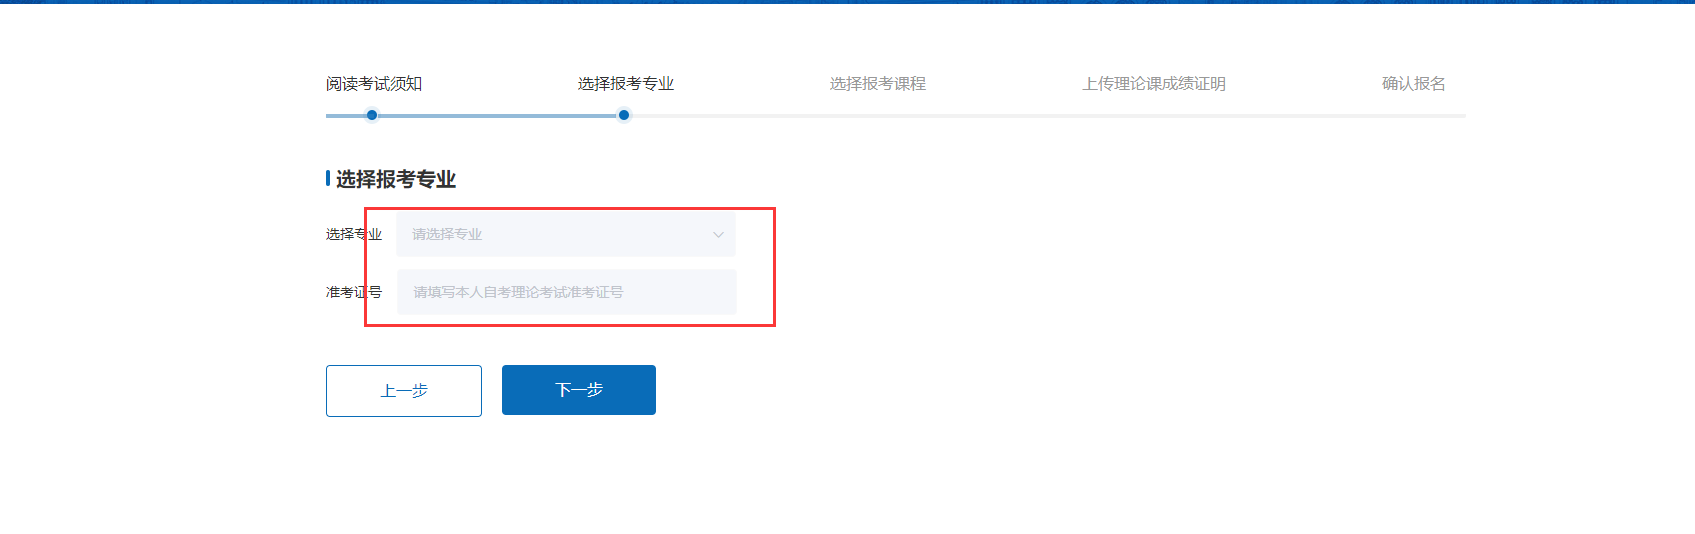 阅读考试须知 选择报考专业 选择报考课程 上传理论课成绩证明 确认报名
选择报考专业
选择专业 请选择专业
准考证号 请填写本人自考理论考试准考证号
上一步 下一步